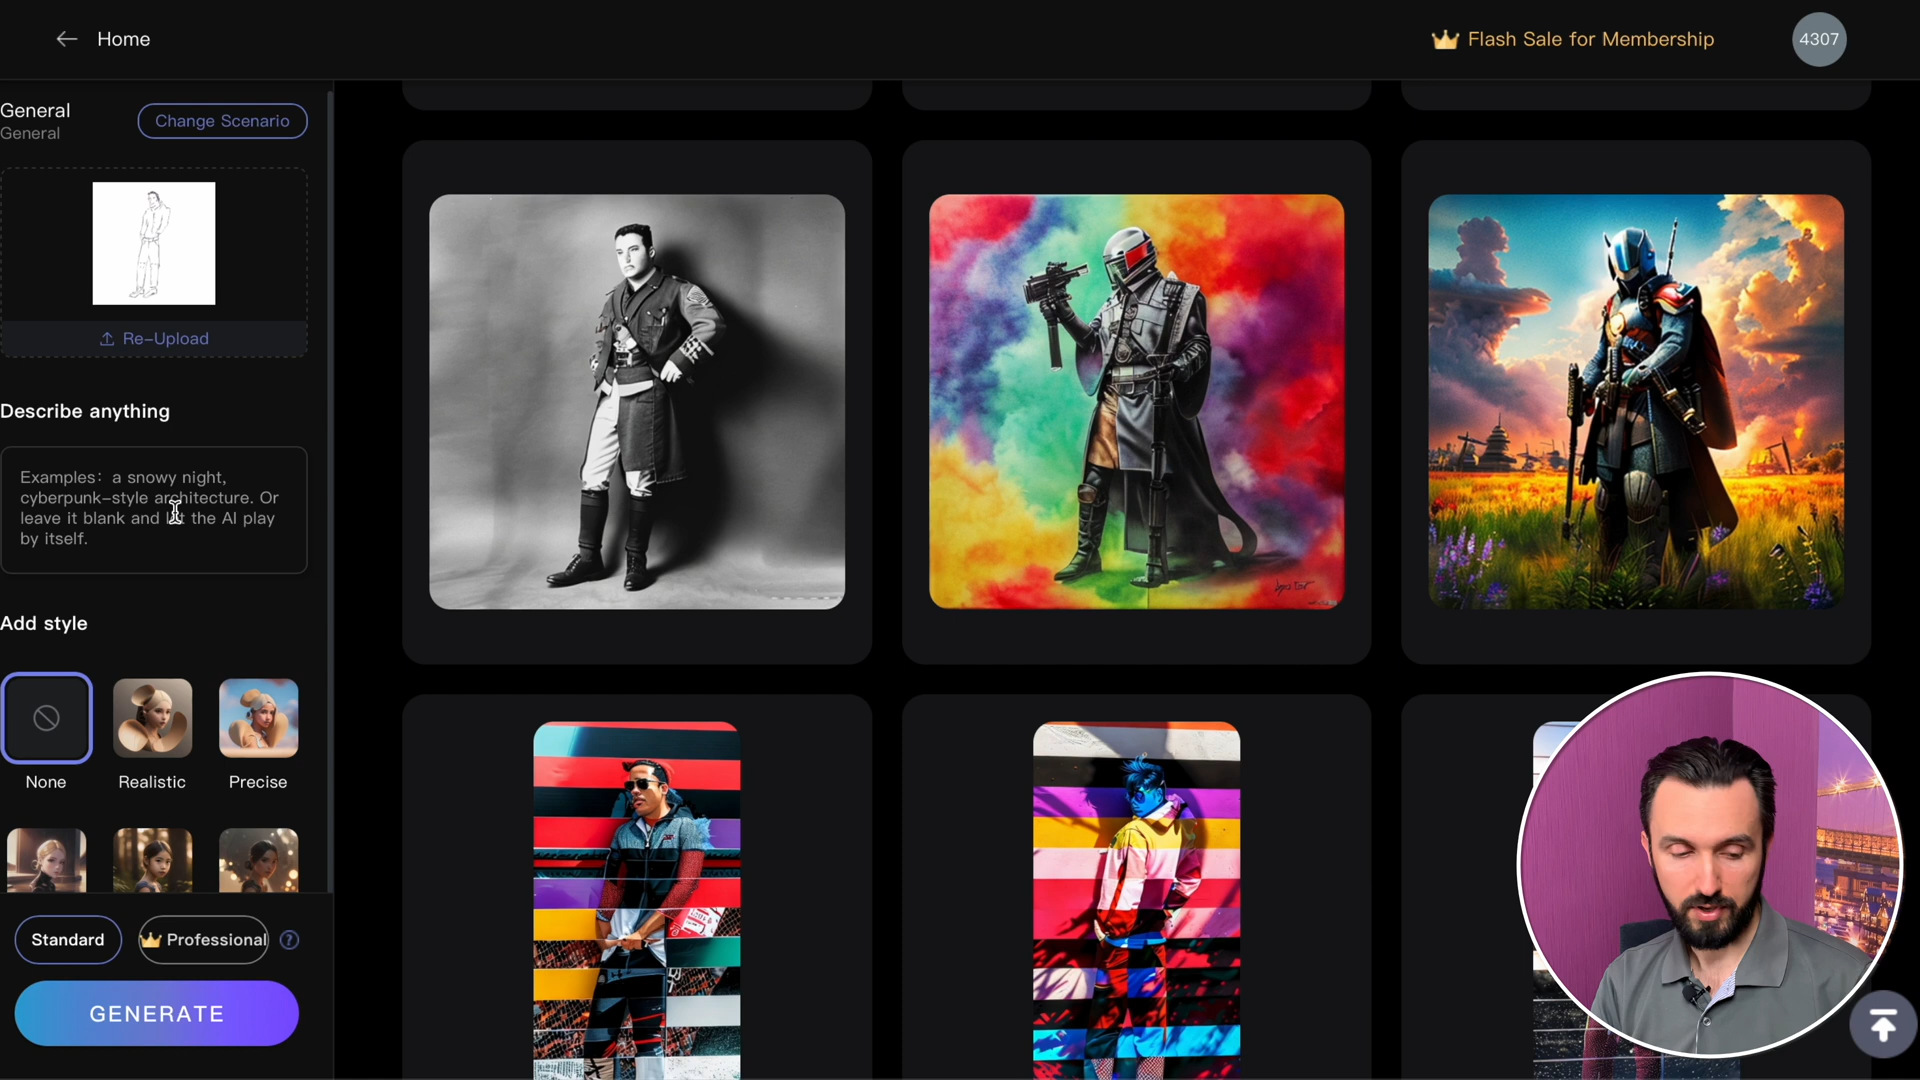 Home
Flash Sale for Membership
4307
General
General
Change Scenario
Re-Upload
Describe anything
Examples: a snowy night,
cyberpunk-style architecture. Or
leave it blank and let the AI play
by itself.
Add style
None
Realistic
Precise
Standard
Professional
?
GENERATE